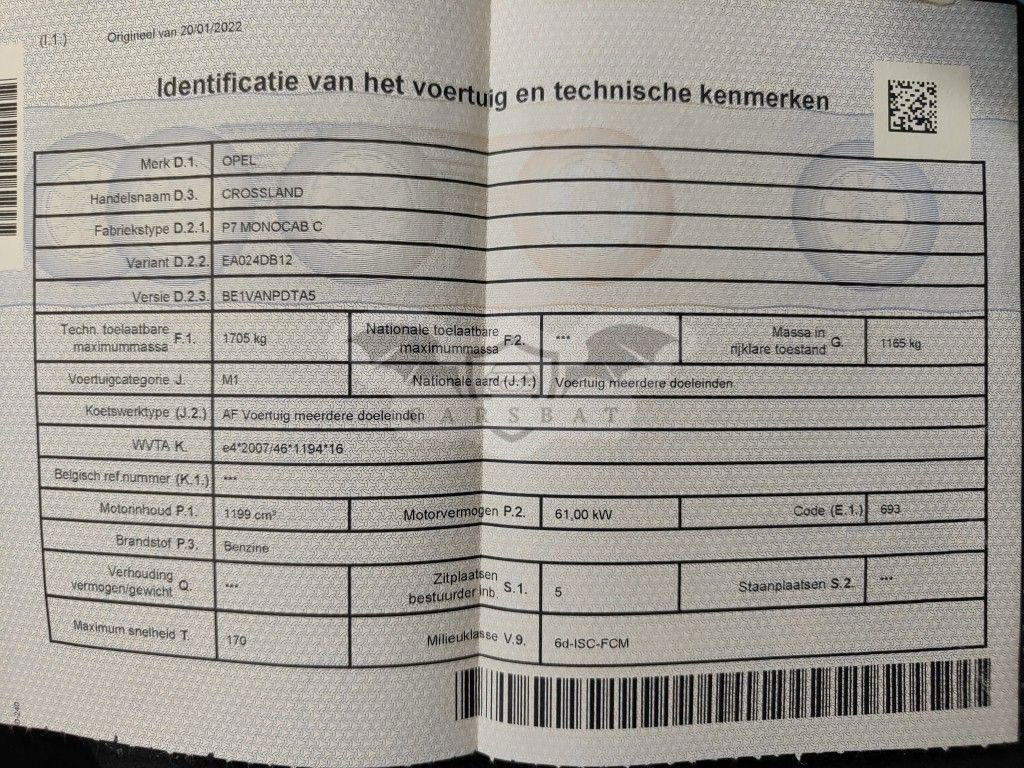 (I.1.) Origineel van 20/01/2022
Identificatie van het voertuig en technische kenmerken
Merk D.1. OPEL
Handelsnaam D.3. CROSSLAND
Fabriekstype D.2.1. P7 MONOCAB C
Variant D.2.2. EA024DB12
Versie D.2.3. BE1VANPDTA5
Techn. toelaatbare maximummassa F.1. 1705 kg Nationale toelaatbare maximummassa F.2. *** Massa in rijklare toestand G. 1165 kg
Voertuigcategorie J. M1 Nationale aard (J.1.) Voertuig meerdere doeleinden
Koetswerktype (J.2.) AF Voertuig meerdere doeleinden
ARSBAT
WVTA K. e4*2007/46*1194*16
Belgisch ref.nummer (K.1.) ***
Motorinhoud P.1. 1199 cm³ Motorvermogen P.2. 61,00 kW Code (E.1.) 693
Brandstof P.3. Benzine
Verhouding vermogen/gewicht Q. *** Zitplaatsen bestuurder inb. S.1. 5 Staanplaatsen S.2. ***
Maximum snelheid T. 170 Milieuklasse V.9. 6d-ISC-FCM